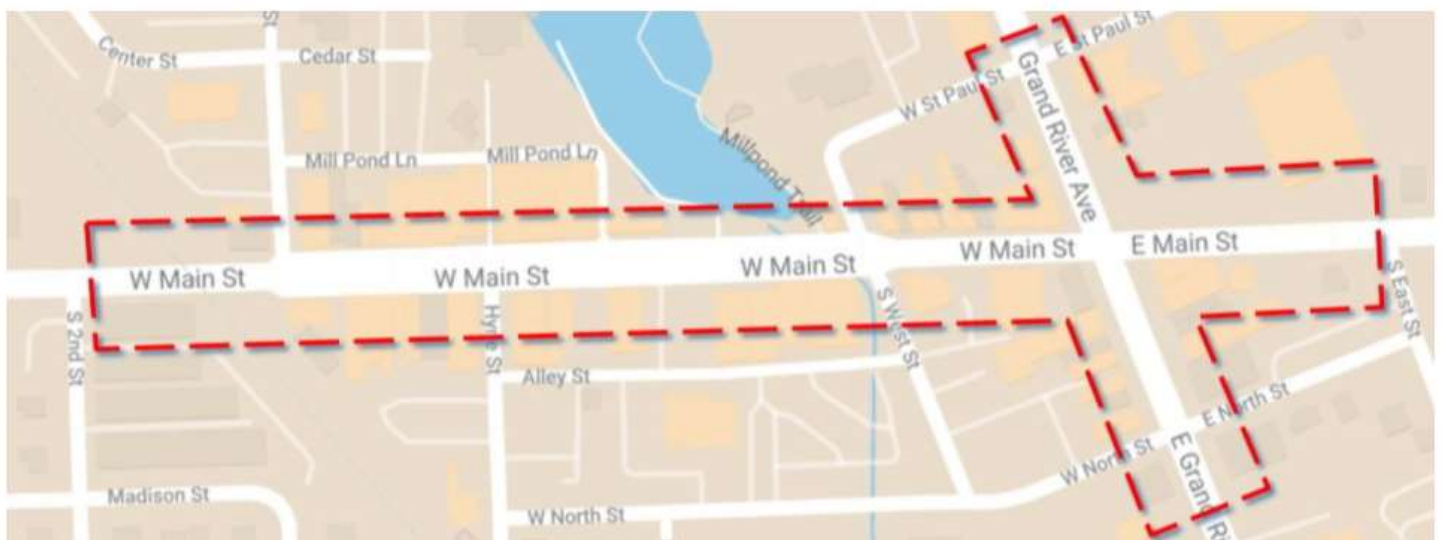 St
Center St
Cedar St
E St Paul St
W St Paul St
Grand River Ave
Mill Pond Ln
Mill Pond Ln
Millpond Trail
W Main St
W Main St
W Main St
W Main St
E Main St
S 2nd St
Hyne St
S West St
S East St
Alley St
E North St
W North St
E Grand Ri
Madison St
W North St